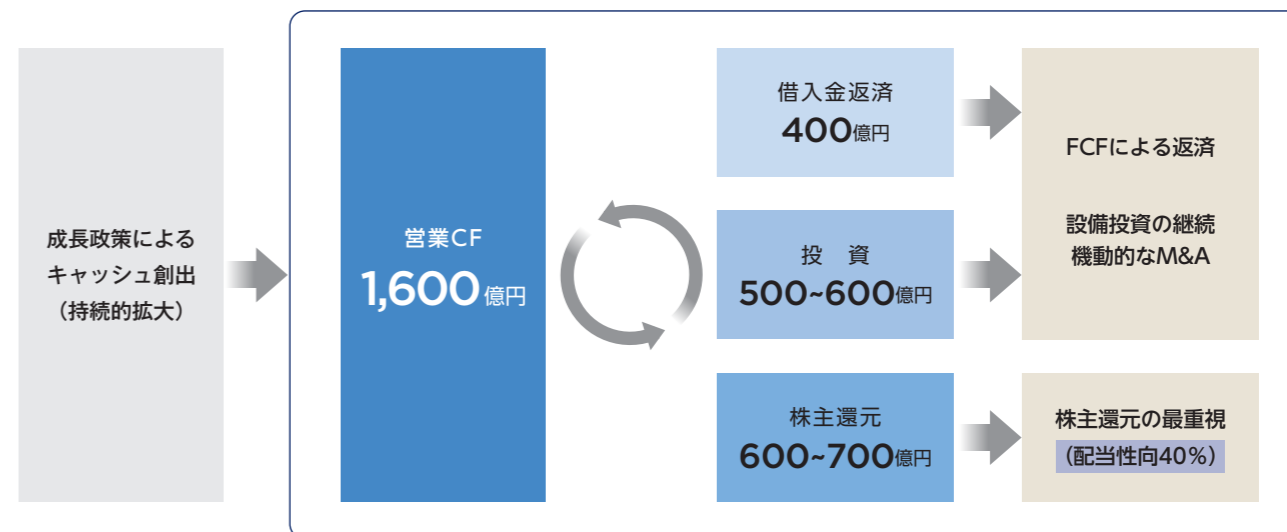 成長政策による
キャッシュ創出
（持続的拡大）
営業CF
1,600億円
借入金返済
400億円
投　資
500~600億円
株主還元
600~700億円
FCFによる返済
設備投資の継続
機動的なM&A
株主還元の最重視
（配当性向40％）